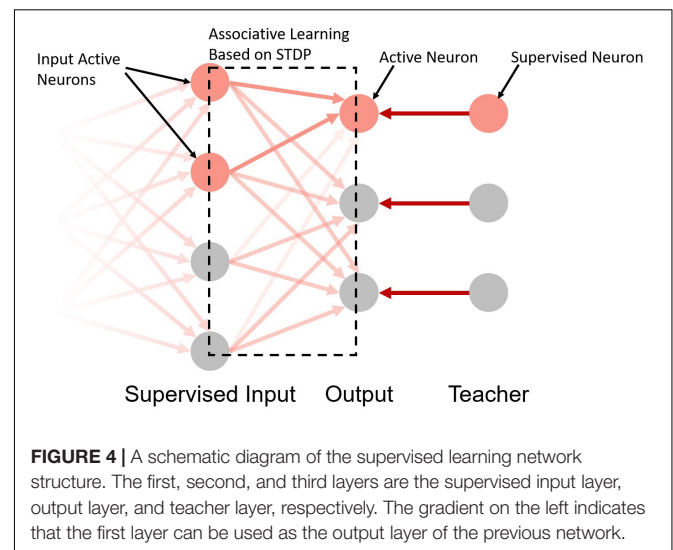 Associative Learning
Based on STDP
Input Active
Neurons
Active Neuron
Supervised Neuron
Supervised Input
Output
Teacher
FIGURE 4 | A schematic diagram of the supervised learning network
structure. The first, second, and third layers are the supervised input layer,
output layer, and teacher layer, respectively. The gradient on the left indicates
that the first layer can be used as the output layer of the previous network.